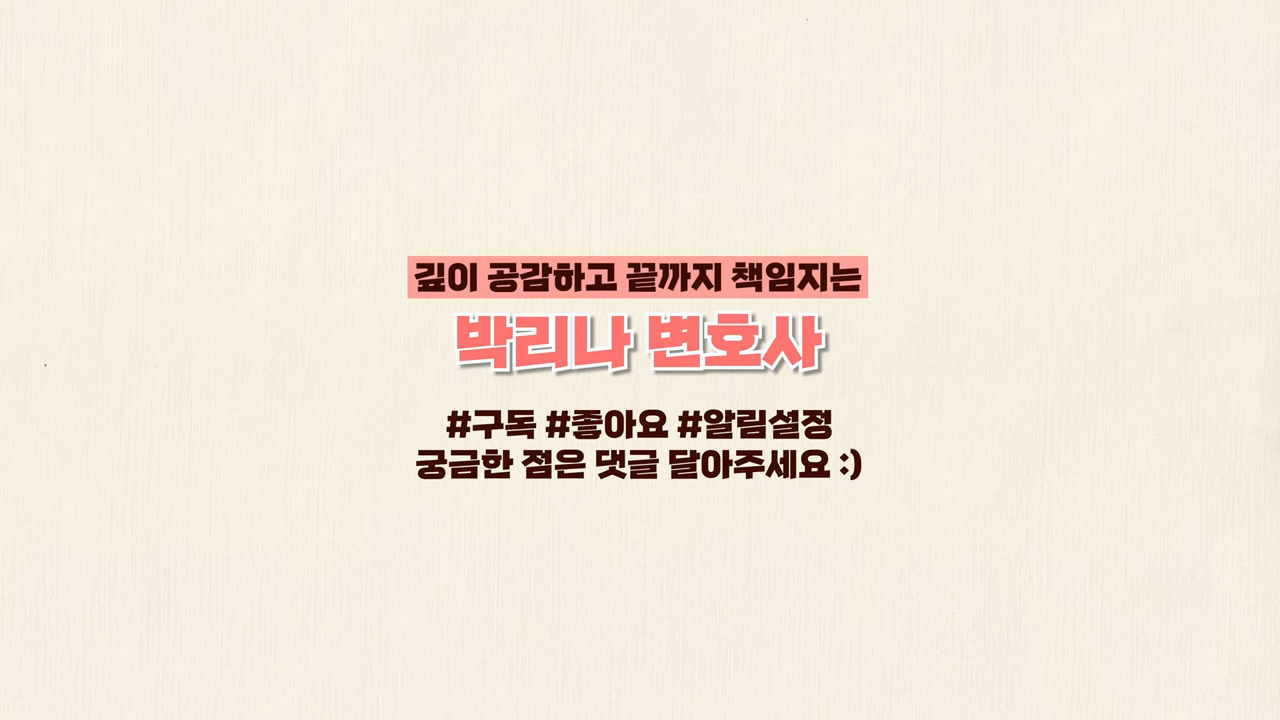 깊이 공감하고 끝까지 책임지는
박리나 변호사
#구독 #좋아요 #알림설정
궁금한 점은 댓글 달아주세요 :)